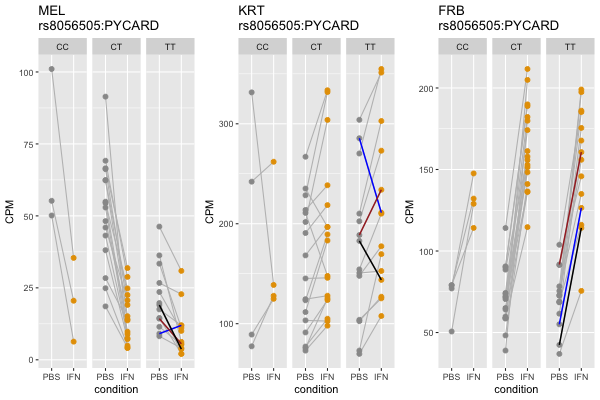 MEL
rs8056505:PYCARD
CC CT TT
CPM
100
75
50
25
0
PBS IFN PBS IFN PBS IFN
condition
KRT
rs8056505:PYCARD
CC CT TT
CPM
300
200
100
PBS IFN PBS IFN PBS IFN
condition
FRB
rs8056505:PYCARD
CC CT TT
CPM
200
150
100
50
PBS IFN PBS IFN PBS IFN
condition